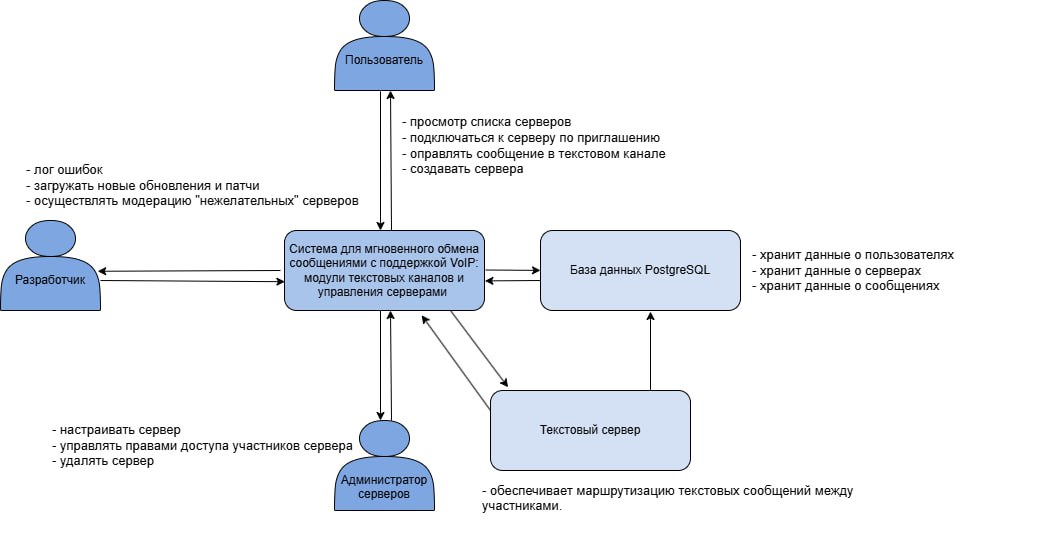 Пользователь
- просмотр списка серверов
- подключаться к серверу по приглашению
- оправлять сообщение в текстовом канале
- создавать сервера
- лог ошибок
- загружать новые обновления и патчи
- осуществлять модерацию "нежелательных" серверов
Разработчик
Система для мгновенного обмена
сообщениями с поддержкой VoIP:
модули текстовых каналов и
управления серверами
База данных PostgreSQL
- хранит данные о пользователях
- хранит данные о серверах
- хранит данные о сообщениях
- настраивать сервер
- управлять правами доступа участников сервера
- удалять сервер
Администратор
серверов
Текстовый сервер
- обеспечивает маршрутизацию текстовых сообщений между
участниками.